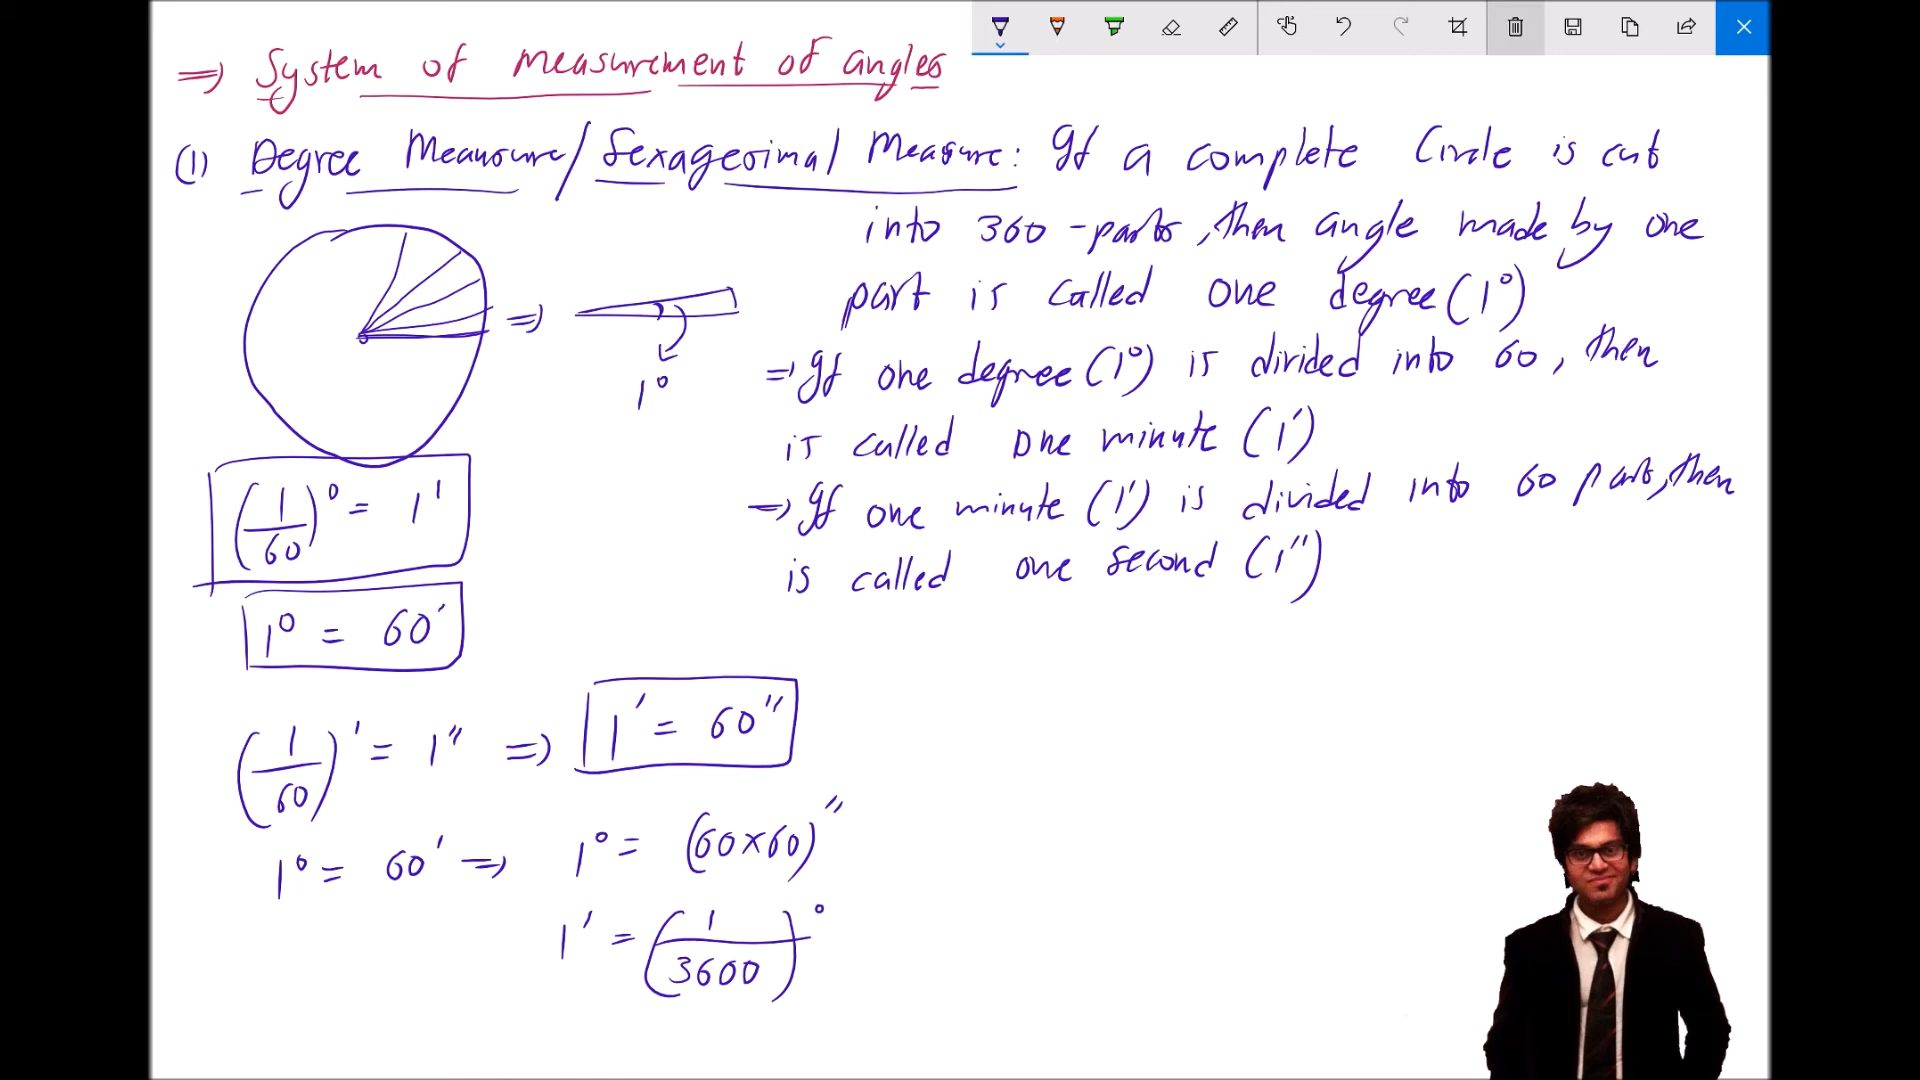 ⇒ System of measurement of angles
(1) Degree Meausure/Sexagesimal Measure: If a complete Circle is cut
into 360-parts, then angle made by one
part is called one degree (1°)
⇒ If one degree (1°) is divided into 60, then
is called one minute (1')
⇒ If one minute (1') is divided into 60 parts, then
is called one second (1")
⇒
1°
(1/60)° = 1'
1° = 60'
(1/60)' = 1" ⇒ 1' = 60"
1° = 60' ⇒ 1° = (60×60)"
1' = (1/3600)°